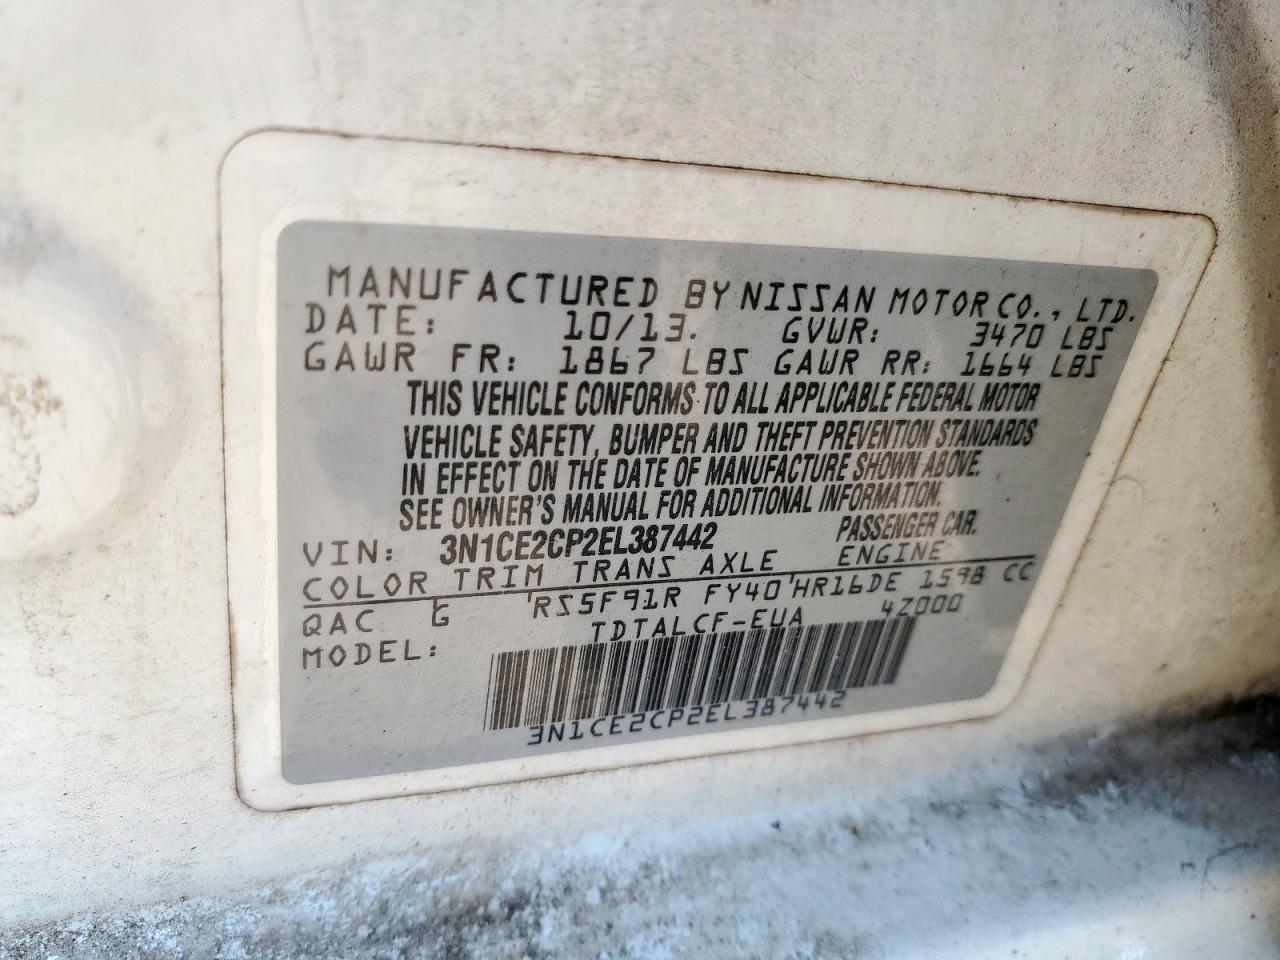 MANUFACTURED BY NISSAN MOTOR CO., LTD.
DATE: 10/13. GVWR: 3470 LBS
GAWR FR: 1867 LBS GAWR RR: 1664 LBS
THIS VEHICLE CONFORMS TO ALL APPLICABLE FEDERAL MOTOR
VEHICLE SAFETY, BUMPER AND THEFT PREVENTION STANDARDS
IN EFFECT ON THE DATE OF MANUFACTURE SHOWN ABOVE.
SEE OWNER'S MANUAL FOR ADDITIONAL INFORMATION.
VIN: 3N1CE2CP2EL387442 PASSENGER CAR.
COLOR TRIM TRANS AXLE ENGINE
QAC G RS5F91R FY40 HR16DE 1598 CC
MODEL: TDTALCF-EUA 4Z000
3N1CE2CP2EL387442